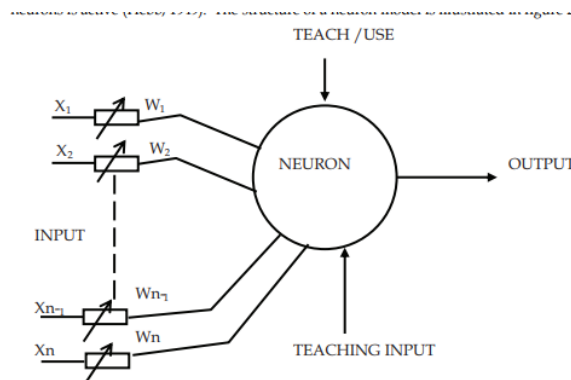 TEACH /USE
X1 W1
X2 W2
NEURON
OUTPUT
INPUT
Xn-1 Wn-1
Xn Wn
TEACHING INPUT